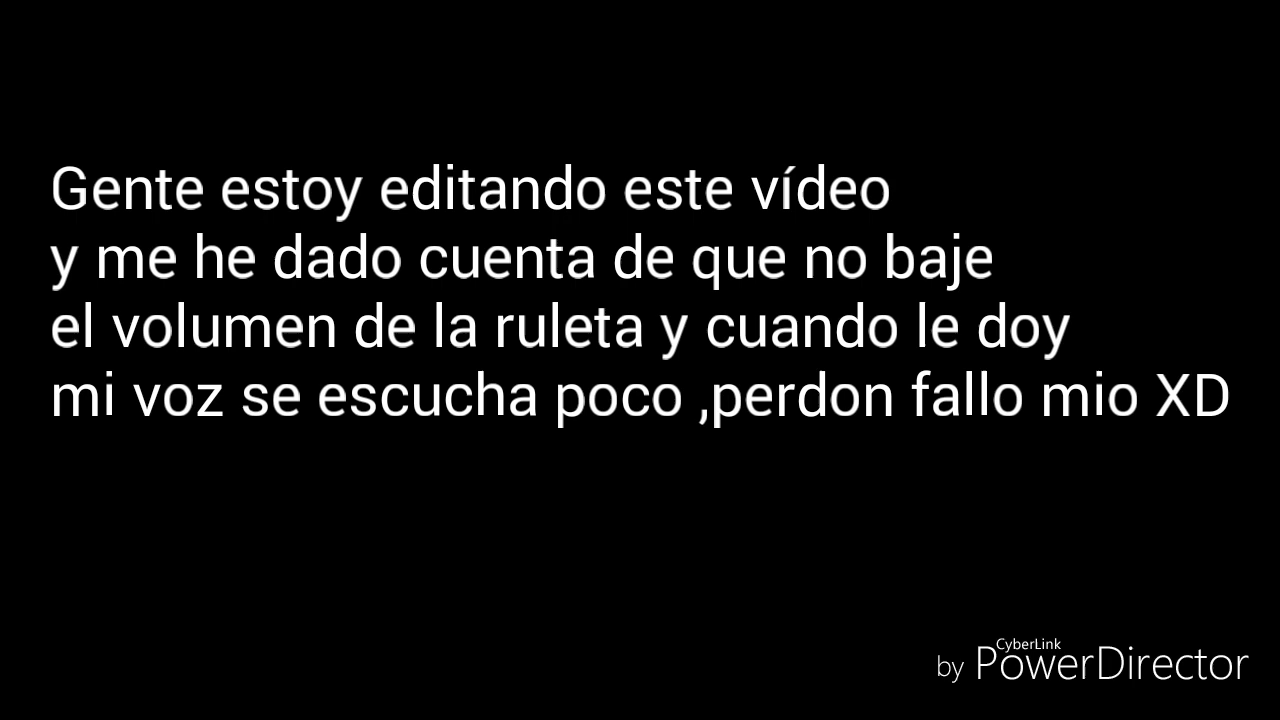 Gente estoy editando este vídeo
y me he dado cuenta de que no baje
el volumen de la ruleta y cuando le doy
mi voz se escucha poco ,perdon fallo mio XD
CyberLink
by PowerDirector